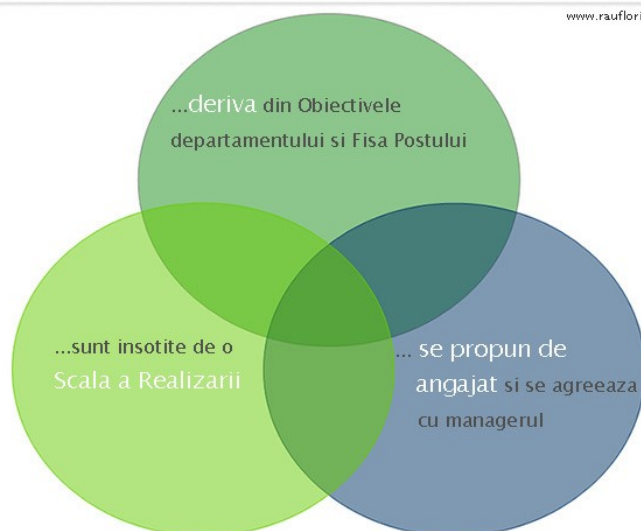 www.rauflori
...deriva din Obiectivele
departamentului si Fisa Postului
...sunt insotite de o
Scala a Realizarii
... se propun de
angajat si se agreeaza
cu managerul